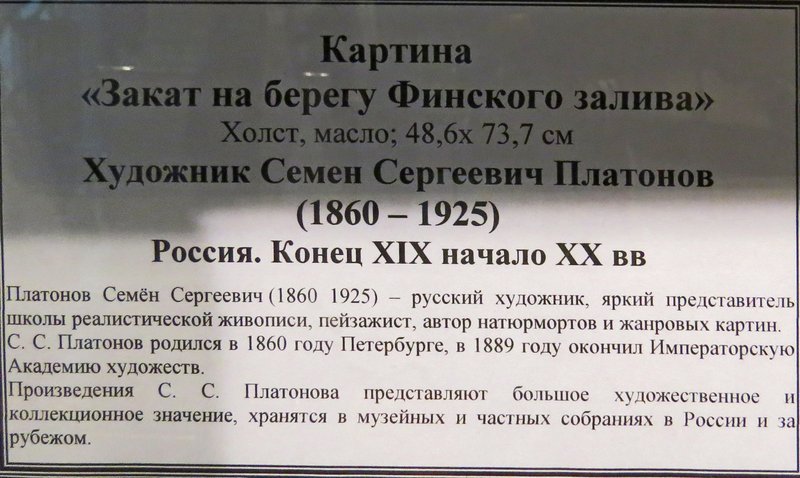 Картина
«Закат на берегу Финского залива»
Холст, масло; 48,6х 73,7 см
Художник Семен Сергеевич Платонов
(1860 – 1925)
Россия. Конец XIX начало XX вв
Платонов Семён Сергеевич (1860 1925) – русский художник, яркий представитель
школы реалистической живописи, пейзажист, автор натюрмортов и жанровых картин.
С. С. Платонов родился в 1860 году Петербурге, в 1889 году окончил Императорскую
Академию художеств.
Произведения С. С. Платонова представляют большое художественное и
коллекционное значение, хранятся в музейных и частных собраниях в России и за
рубежом.